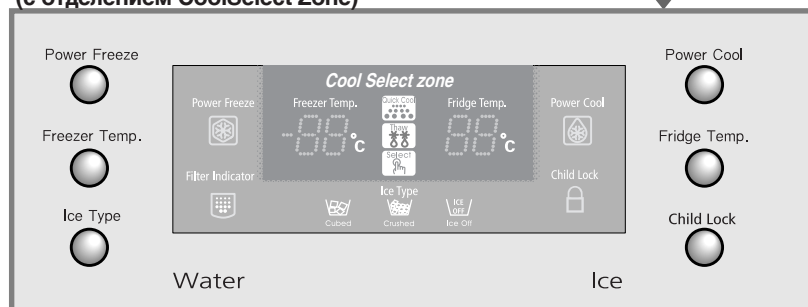 (с отделением CoolSelect Zone)
Power Freeze
Power Cool
Cool Select zone
Power Freeze
Freezer Temp.
Quick Cool
Fridge Temp.
Power Cool
-88°c
88°c
Thaw
Freezer Temp.
Fridge Temp.
Select
Filter Indicator
Child Lock
Ice Type
Ice Type
ICE OFF
Child Lock
Cubed
Crushed
Ice Off
Water
Ice